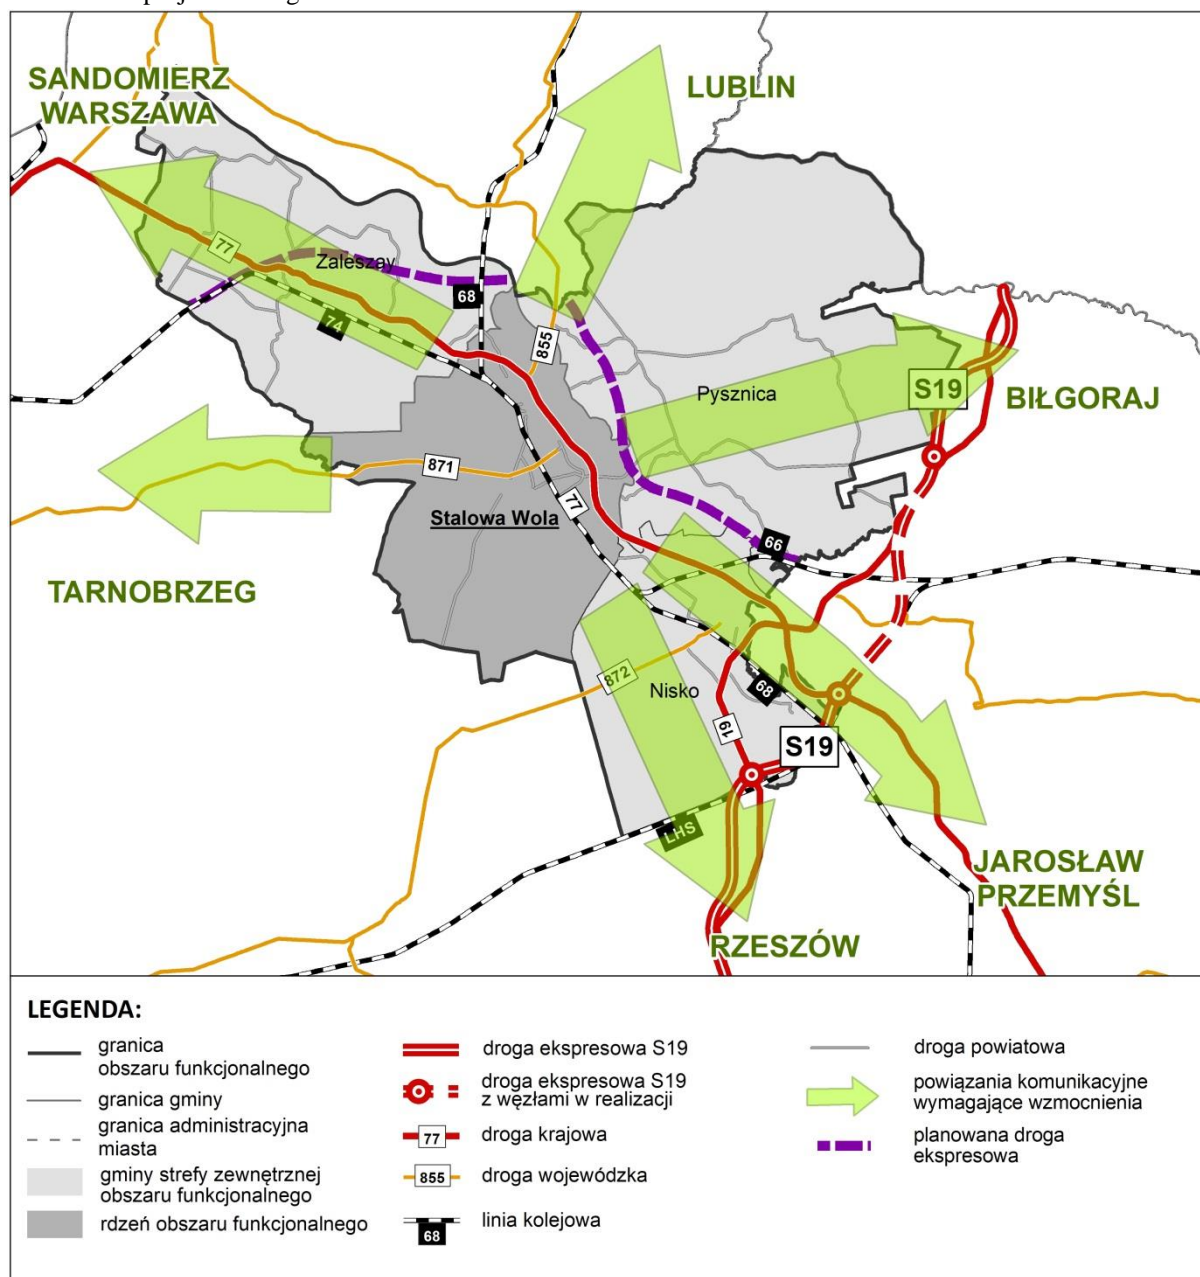 SANDOMIERZ
WARSZAWA
LUBLIN
77
Zaleszay
68
74
855
S19
BIŁGORAJ
Pysznica
871
77
Stalowa Wola
66
TARNOBRZEG
872
Nisko
68
19
S19
LHS
JAROSŁAW
PRZEMYŚL
RZESZÓW
LEGENDA:
granica
obszaru funkcjonalnego
granica gminy
granica administracyjna
miasta
gminy strefy zewnętrznej
obszaru funkcjonalnego
rdzeń obszaru funkcjonalnego
droga ekspresowa S19
droga ekspresowa S19
z węzłami w realizacji
77 droga krajowa
855 droga wojewódzka
linia kolejowa
68
droga powiatowa
powiązania komunikacyjne
wymagające wzmocnienia
planowana droga
ekspresowa